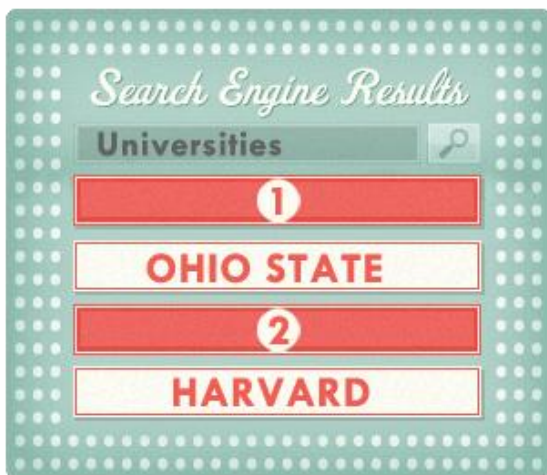 Search Engine Results
Universities
1
OHIO STATE
2
HARVARD